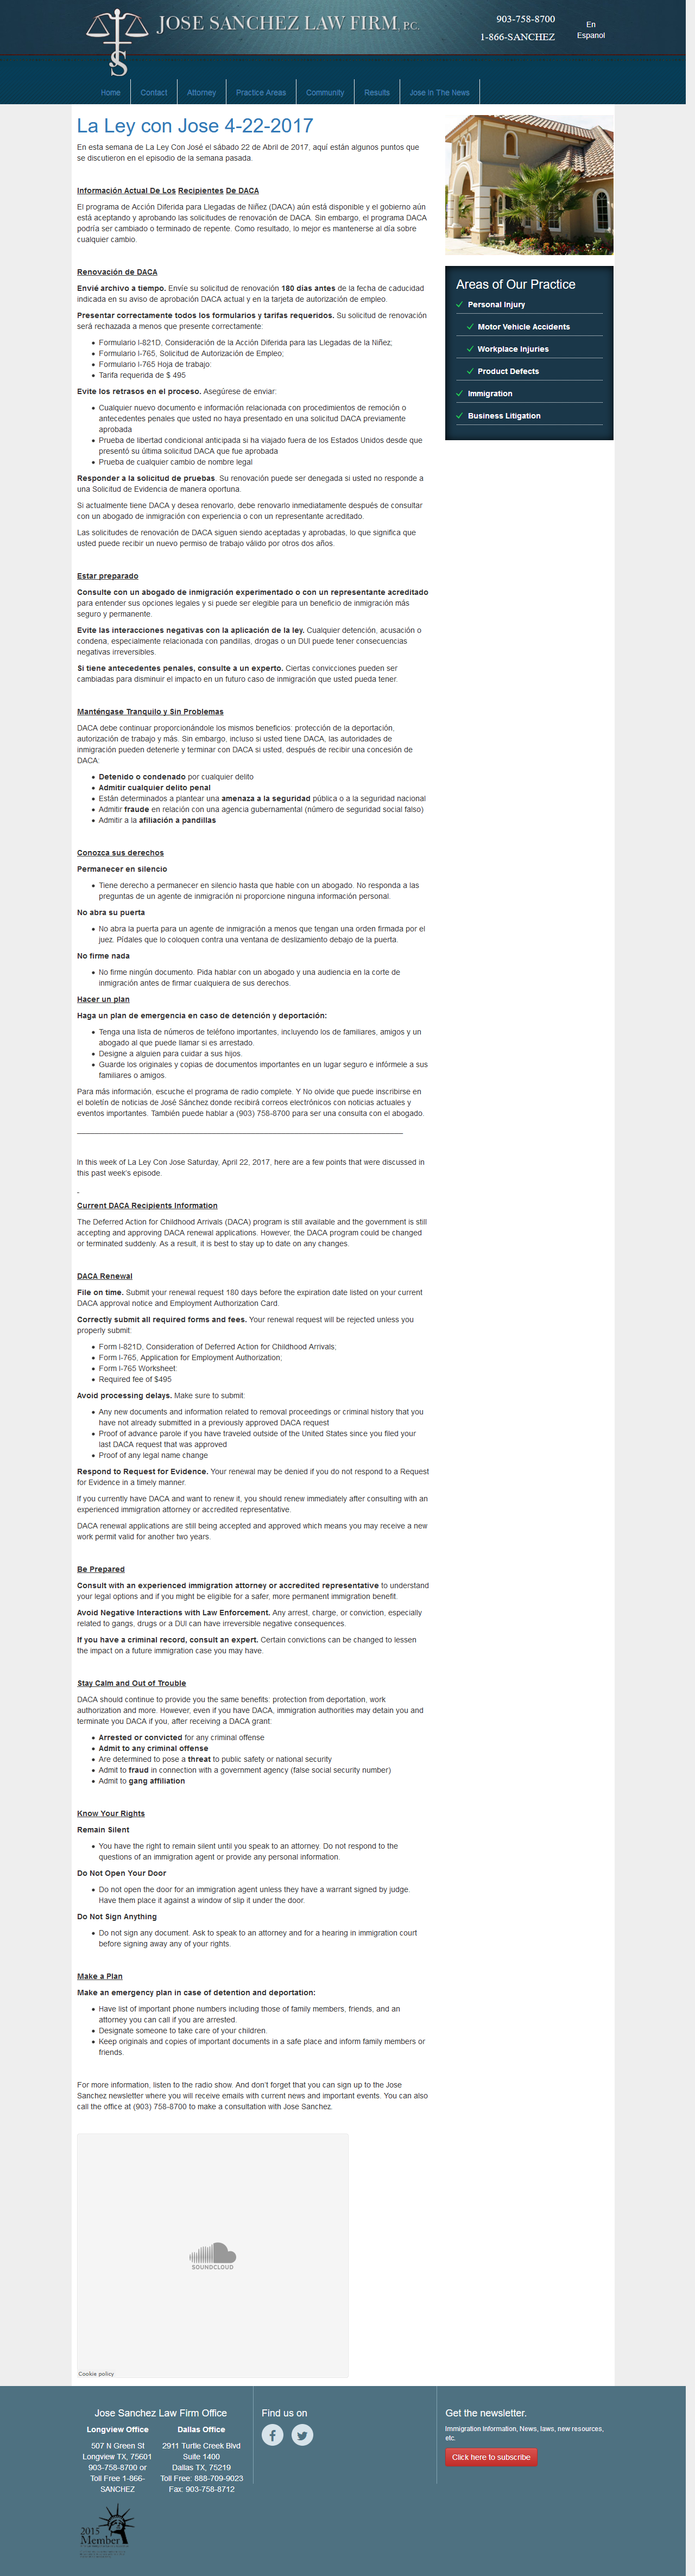 JOSE SANCHEZ LAW FIRM, P.C.
903-758-8700
1-866-SANCHEZ
En
Espanol
Home
Contact
Attorney
Practice Areas
Community
Results
Jose In The News
La Ley con Jose 4-22-2017
En esta semana de La Ley Con José el sábado 22 de Abril de 2017, aquí están algunos puntos que
se discutieron en el episodio de la semana pasada.
Información Actual De Los Recipientes De DACA
El programa de Acción Diferida para Llegadas de Niñez (DACA) aún está disponible y el gobierno aún
está aceptando y aprobando las solicitudes de renovación de DACA. Sin embargo, el programa DACA
podría ser cambiado o terminado de repente. Como resultado, lo mejor es mantenerse al día sobre
cualquier cambio.
Renovación de DACA
Envié archivo a tiempo. Envíe su solicitud de renovación 180 días antes de la fecha de caducidad
indicada en su aviso de aprobación DACA actual y en la tarjeta de autorización de empleo.
Presentar correctamente todos los formularios y tarifas requeridos. Su solicitud de renovación
será rechazada a menos que presente correctamente:
Formulario I-821D, Consideración de la Acción Diferida para las Llegadas de la Niñez;
Formulario I-765, Solicitud de Autorización de Empleo;
Formulario I-765 Hoja de trabajo:
Tarifa requerida de $ 495
Evite los retrasos en el proceso. Asegúrese de enviar:
Cualquier nuevo documento e información relacionada con procedimientos de remoción o
antecedentes penales que usted no haya presentado en una solicitud DACA previamente
aprobada
Prueba de libertad condicional anticipada si ha viajado fuera de los Estados Unidos desde que
presentó su última solicitud DACA que fue aprobada
Prueba de cualquier cambio de nombre legal
Responder a la solicitud de pruebas. Su renovación puede ser denegada si usted no responde a
una Solicitud de Evidencia de manera oportuna.
Si actualmente tiene DACA y desea renovarlo, debe renovarlo inmediatamente después de consultar
con un abogado de inmigración con experiencia o con un representante acreditado.
Las solicitudes de renovación de DACA siguen siendo aceptadas y aprobadas, lo que significa que
usted puede recibir un nuevo permiso de trabajo válido por otros dos años.
Estar preparado
Consulte con un abogado de inmigración experimentado o con un representante acreditado
para entender sus opciones legales y si puede ser elegible para un beneficio de inmigración más
seguro y permanente.
Evite las interacciones negativas con la aplicación de la ley. Cualquier detención, acusación o
condena, especialmente relacionada con pandillas, drogas o un DUI puede tener consecuencias
negativas irreversibles.
Si tiene antecedentes penales, consulte a un experto. Ciertas convicciones pueden ser
cambiadas para disminuir el impacto en un futuro caso de inmigración que usted pueda tener.
Manténgase Tranquilo y Sin Problemas
DACA debe continuar proporcionándole los mismos beneficios: protección de la deportación,
autorización de trabajo y más. Sin embargo, incluso si usted tiene DACA, las autoridades de
inmigración pueden detenerle y terminar con DACA si usted, después de recibir una concesión de
DACA:
Detenido o condenado por cualquier delito
Admitir cualquier delito penal
Están determinados a plantear una amenaza a la seguridad pública o a la seguridad nacional
Admitir fraude en relación con una agencia gubernamental (número de seguridad social falso)
Admitir a la afiliación a pandillas
Conozca sus derechos
Permanecer en silencio
Tiene derecho a permanecer en silencio hasta que hable con un abogado. No responda a las
preguntas de un agente de inmigración ni proporcione ninguna información personal.
No abra su puerta
No abra la puerta para un agente de inmigración a menos que tengan una orden firmada por el
juez. Pídales que lo coloquen contra una ventana de deslizamiento debajo de la puerta.
No firme nada
No firme ningún documento. Pida hablar con un abogado y una audiencia en la corte de
inmigración antes de firmar cualquiera de sus derechos.
Hacer un plan
Haga un plan de emergencia en caso de detención y deportación:
Tenga una lista de números de teléfono importantes, incluyendo los de familiares, amigos y un
abogado al que puede llamar si es arrestado.
Designe a alguien para cuidar a sus hijos.
Guarde los originales y copias de documentos importantes en un lugar seguro e infórmele a sus
familiares o amigos.
Para más información, escuche el programa de radio complete. Y No olvide que puede inscribirse en
el boletín de noticias de José Sánchez donde recibirá correos electrónicos con noticias actuales y
eventos importantes. También puede hablar a (903) 758-8700 para ser una consulta con el abogado.
In this week of La Ley Con Jose Saturday, April 22, 2017, here are a few points that were discussed in
this past week's episode.
Current DACA Recipients Information
The Deferred Action for Childhood Arrivals (DACA) program is still available and the government is still
accepting and approving DACA renewal applications. However, the DACA program could be changed
or terminated suddenly. As a result, it is best to stay up to date on any changes.
DACA Renewal
File on time. Submit your renewal request 180 days before the expiration date listed on your current
DACA approval notice and Employment Authorization Card.
Correctly submit all required forms and fees. Your renewal request will be rejected unless you
properly submit:
Form I-821D, Consideration of Deferred Action for Childhood Arrivals;
Form I-765, Application for Employment Authorization;
Form I-765 Worksheet:
Required fee of $495
Avoid processing delays. Make sure to submit:
Any new documents and information related to removal proceedings or criminal history that you
have not already submitted in a previously approved DACA request
Proof of advance parole if you have traveled outside of the United States since you filed your
last DACA request that was approved
Proof of any legal name change
Respond to Request for Evidence. Your renewal may be denied if you do not respond to a Request
for Evidence in a timely manner.
If you currently have DACA and want to renew it, you should renew immediately after consulting with an
experienced immigration attorney or accredited representative.
DACA renewal applications are still being accepted and approved which means you may receive a new
work permit valid for another two years.
Be Prepared
Consult with an experienced immigration attorney or accredited representative to understand
your legal options and if you might be eligible for a safer, more permanent immigration benefit.
Avoid Negative Interactions with Law Enforcement. Any arrest, charge, or conviction, especially
related to gangs, drugs or a DUI can have irreversible negative consequences.
If you have a criminal record, consult an expert. Certain convictions can be changed to lessen
the impact on a future immigration case you may have.
Stay Calm and Out of Trouble
DACA should continue to provide you the same benefits: protection from deportation, work
authorization and more. However, even if you have DACA, immigration authorities may detain you and
terminate you DACA if you, after receiving a DACA grant:
Arrested or convicted for any criminal offense
Admit to any criminal offense
Are determined to pose a threat to public safety or national security
Admit to fraud in connection with a government agency (false social security number)
Admit to gang affiliation
Know Your Rights
Remain Silent
You have the right to remain silent until you speak to an attorney. Do not respond to the
questions of an immigration agent or provide any personal information.
Do Not Open Your Door
Do not open the door for an immigration agent unless they have a warrant signed by judge.
Have them place it against a window of slip it under the door.
Do Not Sign Anything
Do not sign any document. Ask to speak to an attorney and for a hearing in immigration court
before signing away any of your rights.
Make a Plan
Make an emergency plan in case of detention and deportation:
Have list of important phone numbers including those of family members, friends, and an
attorney you can call if you are arrested.
Designate someone to take care of your children.
Keep originals and copies of important documents in a safe place and inform family members or
friends.
For more information, listen to the radio show. And don't forget that you can sign up to the Jose
Sanchez newsletter where you will receive emails with current news and important events. You can also
call the office at (903) 758-8700 to make a consultation with Jose Sanchez.
SOUNDCLOUD
Cookie policy
Areas of Our Practice
Personal Injury
Motor Vehicle Accidents
Workplace Injuries
Product Defects
Immigration
Business Litigation
Jose Sanchez Law Firm Office
Longview Office
507 N Green St
Longview TX, 75601
903-758-8700 or
Toll Free 1-866-
SANCHEZ
Dallas Office
2911 Turtle Creek Blvd
Suite 1400
Dallas TX, 75219
Toll Free: 888-709-9023
Fax: 903-758-8712
2015
Member
Find us on
Get the newsletter.
Immigration Information, News, laws, new resources,
etc.
Click here to subscribe